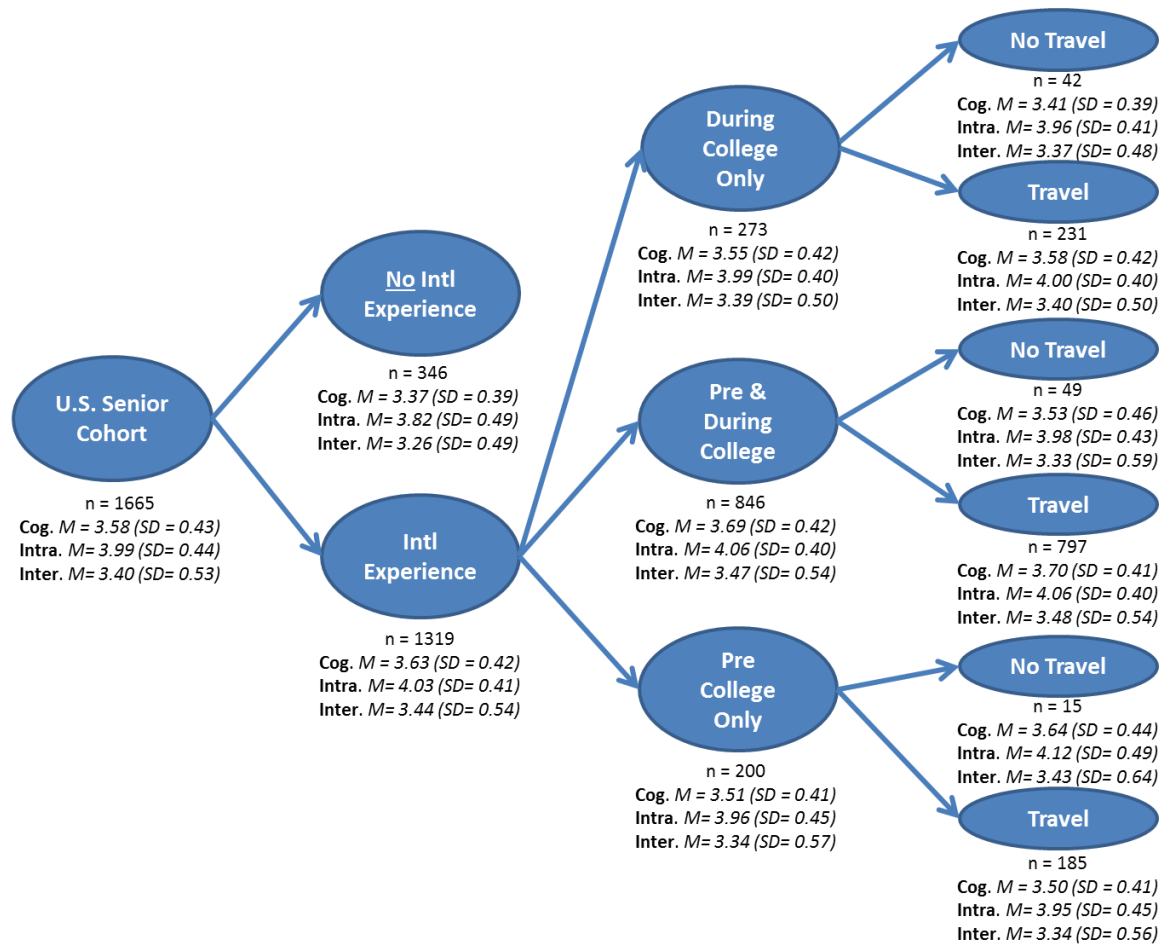 U.S. Senior
Cohort
n = 1665
Cog. M = 3.58 (SD = 0.43)
Intra. M= 3.99 (SD= 0.44)
Inter. M= 3.40 (SD= 0.53)
No Intl
Experience
n = 346
Cog. M = 3.37 (SD = 0.39)
Intra. M= 3.82 (SD= 0.49)
Inter. M= 3.26 (SD= 0.49)
Intl
Experience
n = 1319
Cog. M = 3.63 (SD = 0.42)
Intra. M= 4.03 (SD= 0.41)
Inter. M= 3.44 (SD= 0.54)
During
College
Only
n = 273
Cog. M = 3.55 (SD = 0.42)
Intra. M= 3.99 (SD= 0.40)
Inter. M= 3.39 (SD= 0.50)
Pre &
During
College
n = 846
Cog. M = 3.69 (SD = 0.42)
Intra. M= 4.06 (SD= 0.40)
Inter. M= 3.47 (SD= 0.54)
Pre
College
Only
n = 200
Cog. M = 3.51 (SD = 0.41)
Intra. M= 3.96 (SD= 0.45)
Inter. M= 3.34 (SD= 0.57)
No Travel
n = 42
Cog. M = 3.41 (SD = 0.39)
Intra. M= 3.96 (SD= 0.41)
Inter. M= 3.37 (SD= 0.48)
Travel
n = 231
Cog. M = 3.58 (SD = 0.42)
Intra. M= 4.00 (SD= 0.40)
Inter. M= 3.40 (SD= 0.50)
No Travel
n = 49
Cog. M = 3.53 (SD = 0.46)
Intra. M= 3.98 (SD= 0.43)
Inter. M= 3.33 (SD= 0.59)
Travel
n = 797
Cog. M = 3.70 (SD = 0.41)
Intra. M= 4.06 (SD= 0.40)
Inter. M= 3.48 (SD= 0.54)
No Travel
n = 15
Cog. M = 3.64 (SD = 0.44)
Intra. M= 4.12 (SD= 0.49)
Inter. M= 3.43 (SD= 0.64)
Travel
n = 185
Cog. M = 3.50 (SD = 0.41)
Intra. M= 3.95 (SD= 0.45)
Inter. M= 3.34 (SD= 0.56)